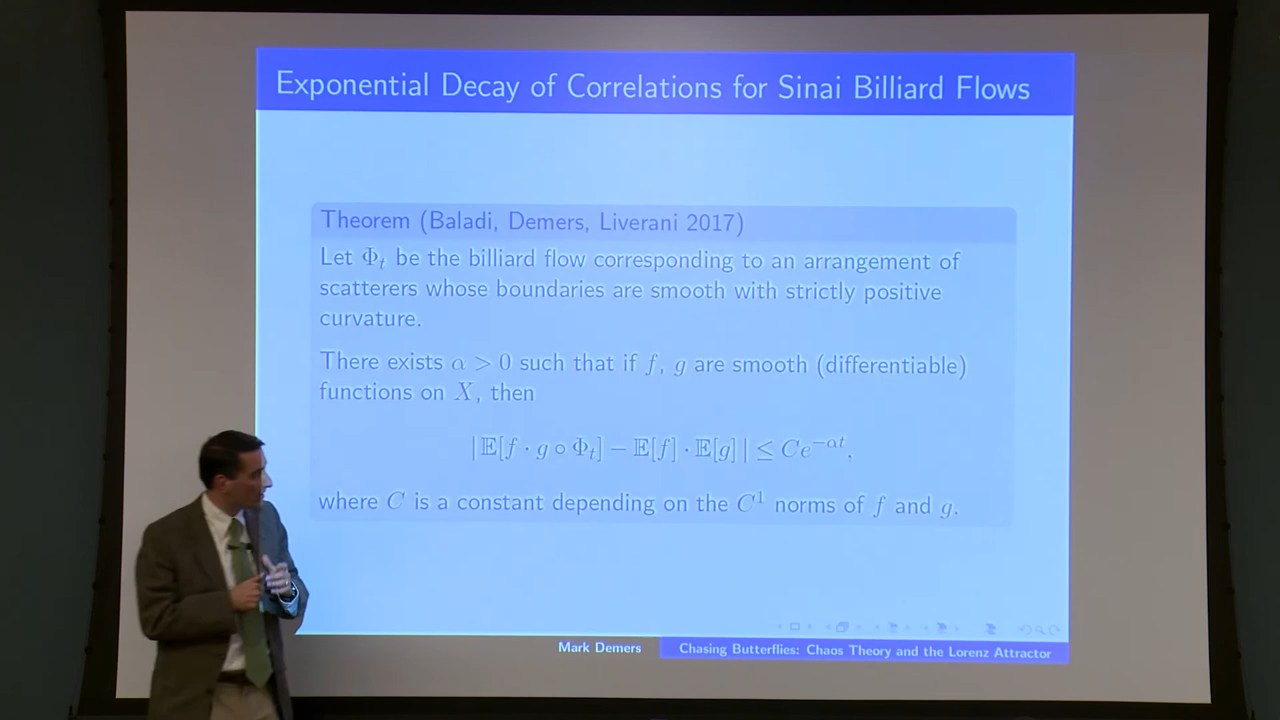 Exponential Decay of Correlations for Sinai Billiard Flows
Theorem (Baladi, Demers, Liverani 2017)
Let Φ_t be the billiard flow corresponding to an arrangement of
scatterers whose boundaries are smooth with strictly positive
curvature.
There exists α > 0 such that if f, g are smooth (differentiable)
functions on X, then
|𝔼[f · g ∘ Φ_t] − 𝔼[f] · 𝔼[g]| ≤ Ce^{−αt},
where C is a constant depending on the C¹ norms of f and g.
Mark Demers
Chasing Butterflies: Chaos Theory and the Lorenz Attractor